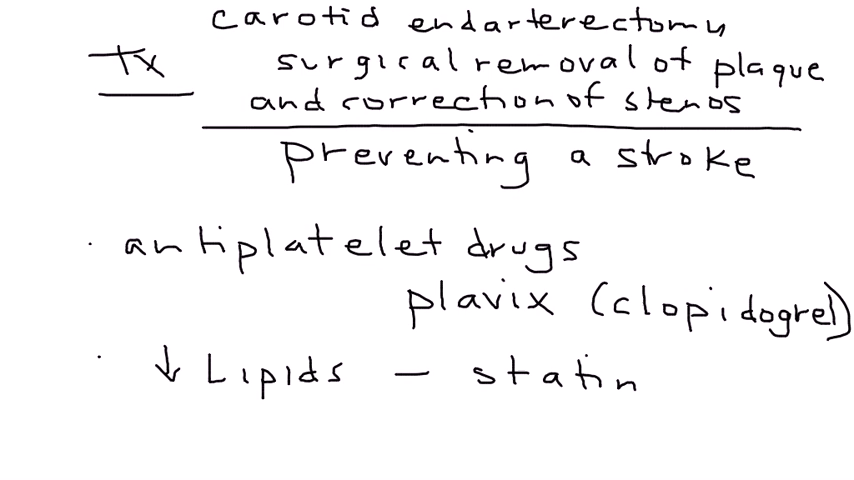 carotid endarterectomy
Tx surgical removal of plaque
and correction of stenos
preventing a stroke
· antiplatelet drugs
plavix (clopidogrel)
· ↓ Lipids — statin